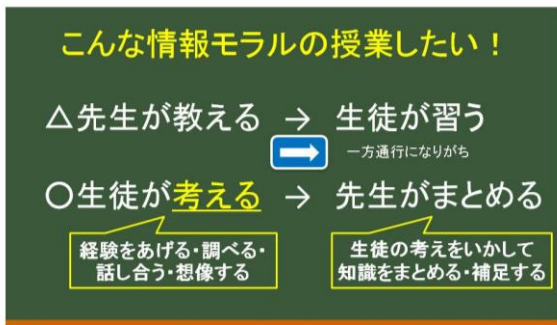 こんな情報モラルの授業したい！
△先生が教える → 生徒が習う
一方通行になりがち
○生徒が考える → 先生がまとめる
経験をあげる・調べる・
話し合う・想像する
生徒の考えをいかして
知識をまとめる・補足する